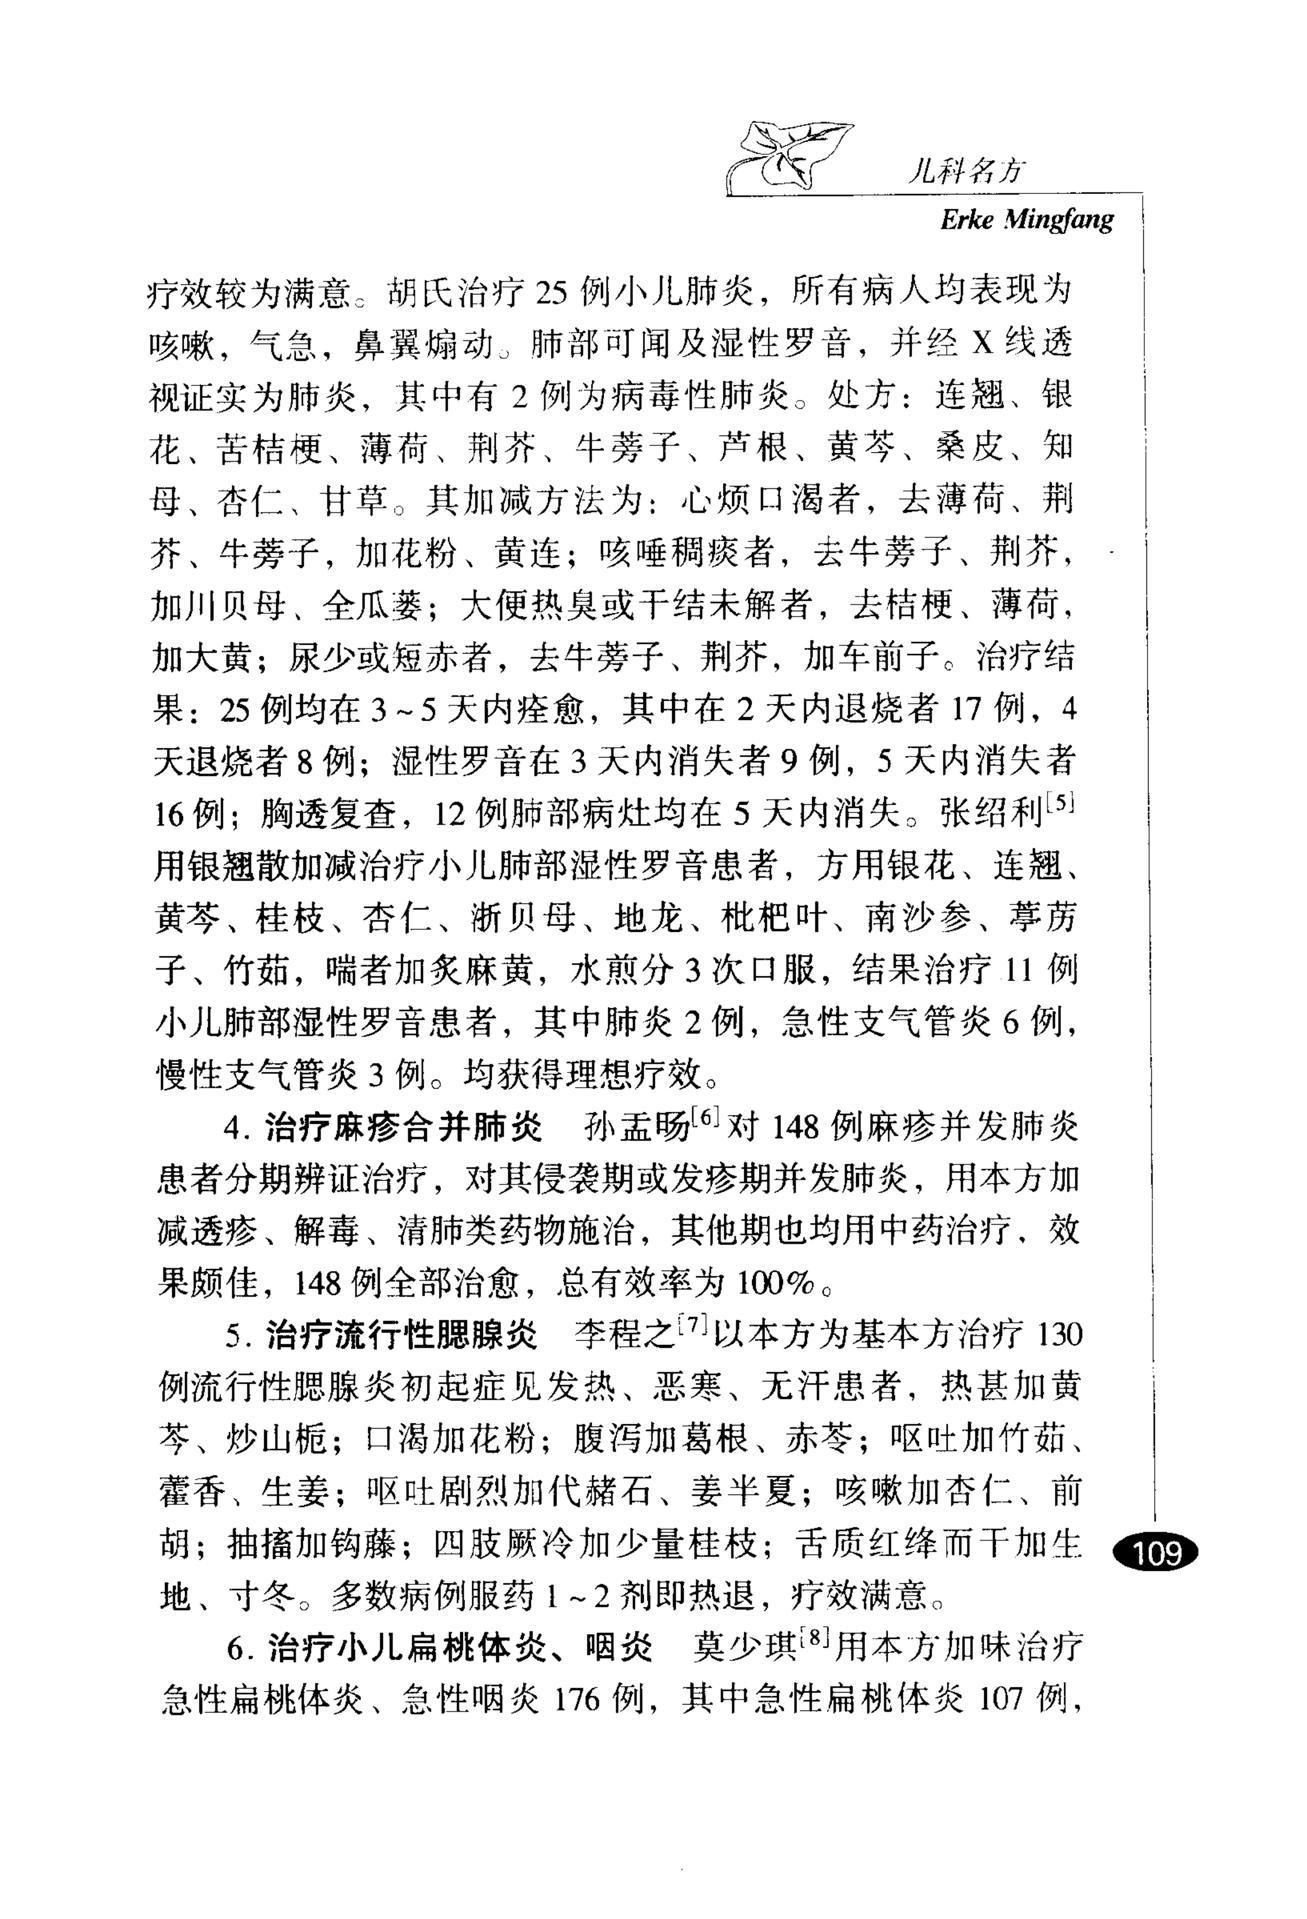 儿科名方
Erke Mingfang
疗效较为满意。胡氏治疗 25 例小儿肺炎，所有病人均表现为
咳嗽，气急，鼻翼煽动。肺部可闻及湿性罗音，并经 X 线透
视证实为肺炎，其中有 2 例为病毒性肺炎。处方：连翘、银
花、苦桔梗、薄荷、荆芥、牛蒡子、芦根、黄芩、桑皮、知
母、杏仁、甘草。其加减方法为：心烦口渴者，去薄荷、荆
芥、牛蒡子，加花粉、黄连；咳唾稠痰者，去牛蒡子、荆芥，
加川贝母、全瓜蒌；大便热臭或干结未解者，去桔梗、薄荷，
加大黄；尿少或短赤者，去牛蒡子、荆芥，加车前子。治疗结
果：25 例均在 3~5 天内痊愈，其中在 2 天内退烧者 17 例，4
天退烧者 8 例；湿性罗音在 3 天内消失者 9 例，5 天内消失者
16 例；胸透复查，12 例肺部病灶均在 5 天内消失。张绍利[5]
用银翘散加减治疗小儿肺部湿性罗音患者，方用银花、连翘、
黄芩、桂枝、杏仁、浙贝母、地龙、枇杷叶、南沙参、葶苈
子、竹茹，喘者加炙麻黄，水煎分 3 次口服，结果治疗 11 例
小儿肺部湿性罗音患者，其中肺炎 2 例，急性支气管炎 6 例，
慢性支气管炎 3 例。均获得理想疗效。
4. 治疗麻疹合并肺炎　孙孟旸[6]对 148 例麻疹并发肺炎
患者分期辨证治疗，对其侵袭期或发疹期并发肺炎，用本方加
减透疹、解毒、清肺类药物施治，其他期也均用中药治疗，效
果颇佳，148 例全部治愈，总有效率为 100%。
5. 治疗流行性腮腺炎　李程之[7]以本方为基本方治疗 130
例流行性腮腺炎初起症见发热、恶寒、无汗患者，热甚加黄
芩、炒山栀；口渴加花粉；腹泻加葛根、赤苓；呕吐加竹茹、
藿香、生姜；呕吐剧烈加代赭石、姜半夏；咳嗽加杏仁、前
胡；抽搐加钩藤；四肢厥冷加少量桂枝；舌质红绛而干加生
地、寸冬。多数病例服药 1~2 剂即热退，疗效满意。
6. 治疗小儿扁桃体炎、咽炎　莫少琪[8]用本方加味治疗
急性扁桃体炎、急性咽炎 176 例，其中急性扁桃体炎 107 例，
109